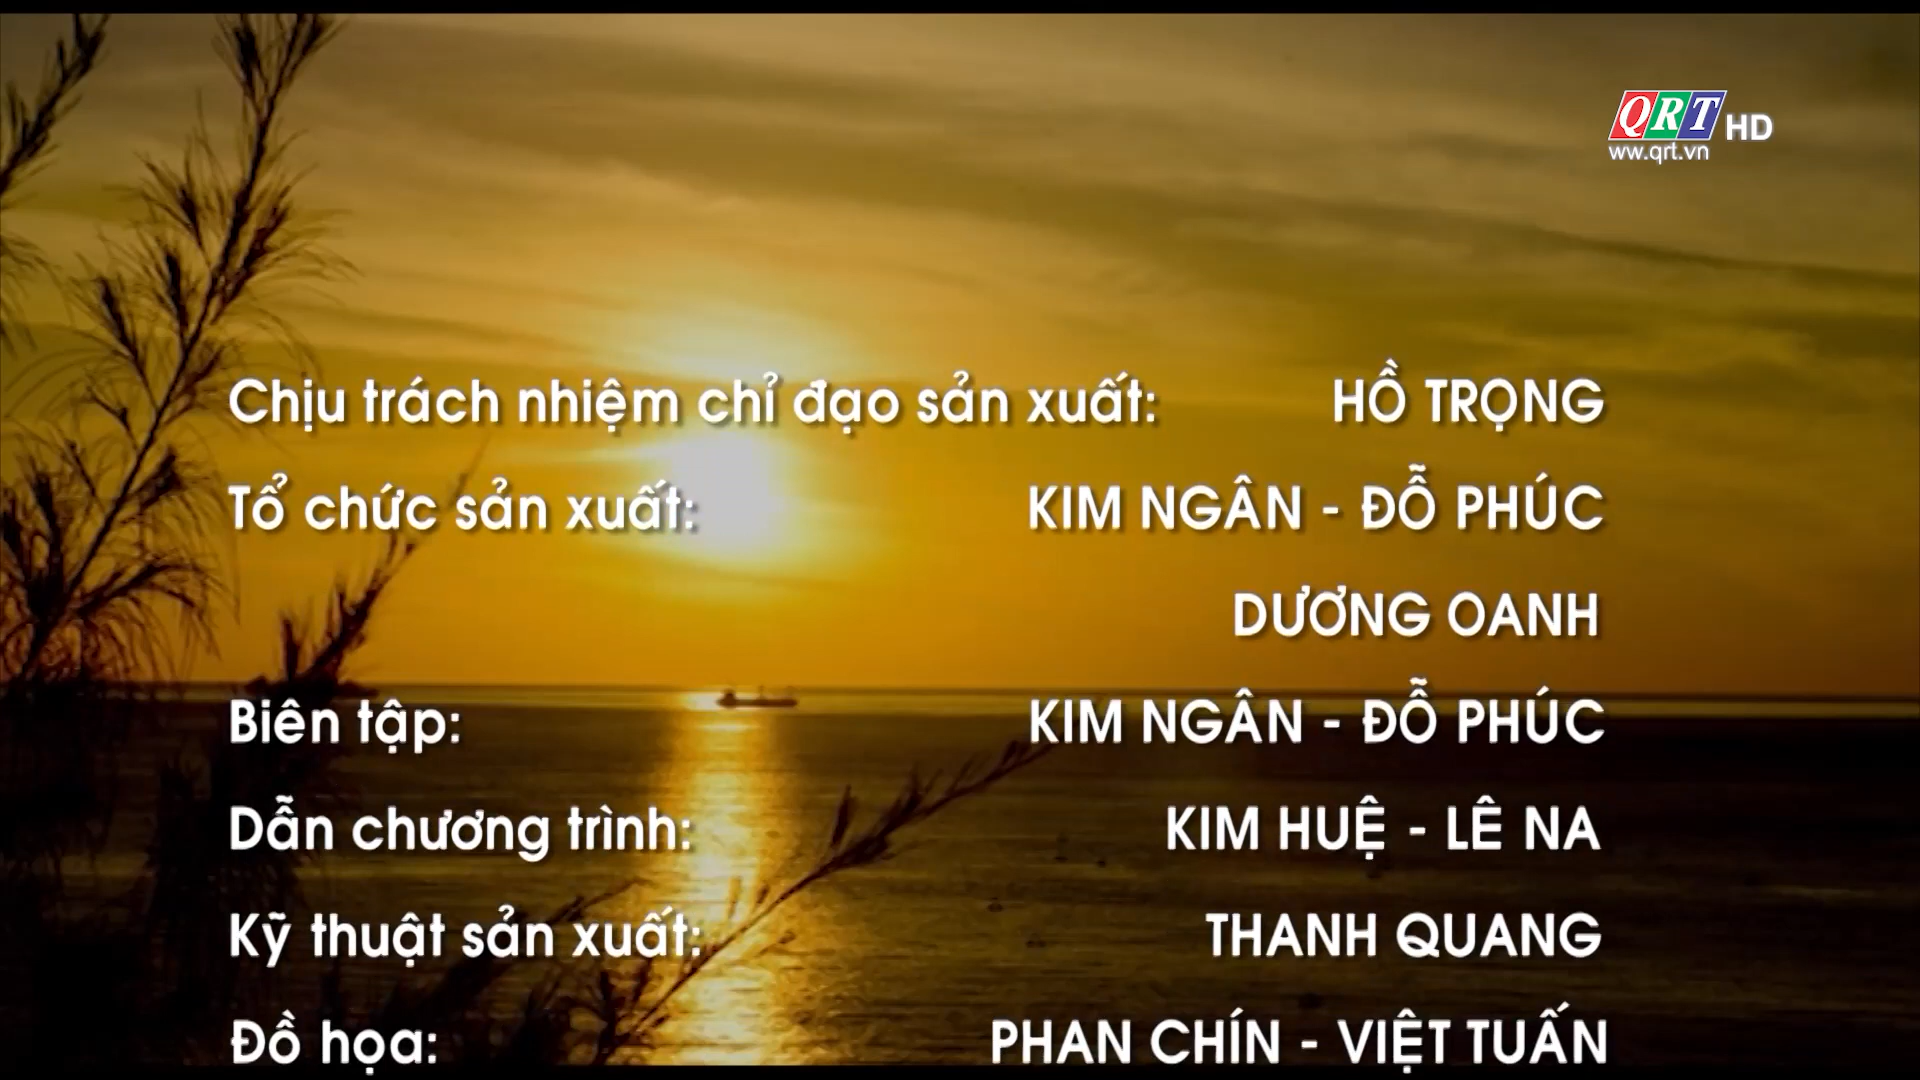 QRT HD
ww.qrt.vn
Chịu trách nhiệm chỉ đạo sản xuất: HỒ TRỌNG
Tổ chức sản xuất: KIM NGÂN - ĐỖ PHÚC
DƯƠNG OANH
Biên tập: KIM NGÂN - ĐỖ PHÚC
Dẫn chương trình: KIM HUỆ - LÊ NA
Kỹ thuật sản xuất: THANH QUANG
Đồ họa: PHAN CHÍN - VIỆT TUẤN